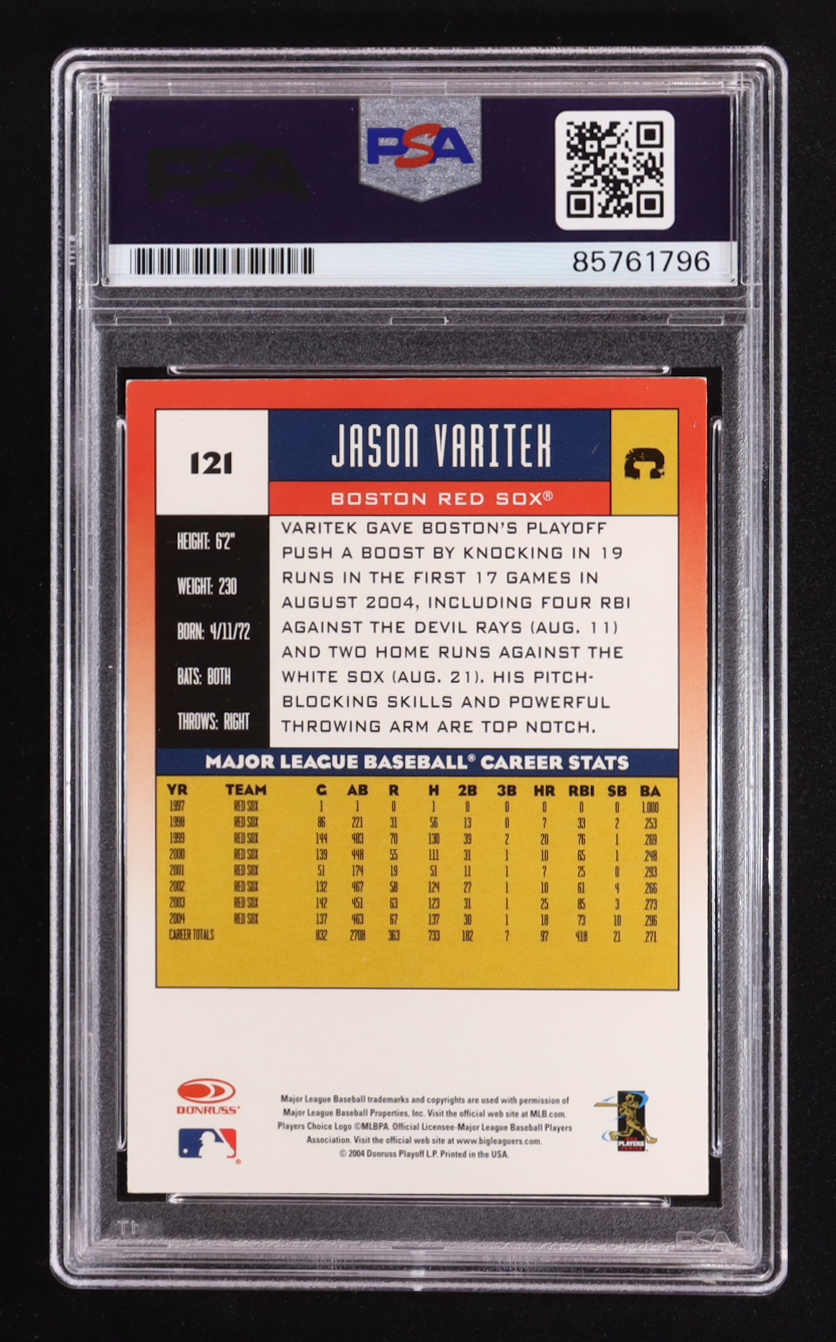 PSA
PSA
85761796
121
JASON VARITEK
C
BOSTON RED SOX®
HEIGHT: 6'2"
WEIGHT: 230
BORN: 4/11/72
BATS: BOTH
THROWS: RIGHT
VARITEK GAVE BOSTON'S PLAYOFF
PUSH A BOOST BY KNOCKING IN 19
RUNS IN THE FIRST 17 GAMES IN
AUGUST 2004, INCLUDING FOUR RBI
AGAINST THE DEVIL RAYS (AUG. 11)
AND TWO HOME RUNS AGAINST THE
WHITE SOX (AUG. 21). HIS PITCH-
BLOCKING SKILLS AND POWERFUL
THROWING ARM ARE TOP NOTCH.
MAJOR LEAGUE BASEBALL® CAREER STATS
YR TEAM G AB R H 2B 3B HR RBI SB BA
1997 RED SOX 1 1 0 1 0 0 0 0 0 1.000
1998 RED SOX 86 221 31 56 13 0 7 33 2 .253
1999 RED SOX 144 483 70 130 39 2 20 76 1 .269
2000 RED SOX 139 448 55 111 31 1 10 65 1 .248
2001 RED SOX 51 174 19 51 11 1 7 25 0 .293
2002 RED SOX 132 467 58 124 27 1 10 61 4 .266
2003 RED SOX 142 451 63 123 31 1 25 85 3 .273
2004 RED SOX 137 463 67 137 30 1 18 73 10 .296
CAREER TOTALS 832 2708 363 733 182 7 97 418 21 .271
DONRUSS®
Major League Baseball trademarks and copyrights are used with permission of
Major League Baseball Properties, Inc. Visit the official web site at MLB.com.
Players Choice Logo ©MLBPA. Official Licensee-Major League Baseball Players
Association. Visit the official web site at www.bigleaguers.com.
© 2004 Donruss Playoff L.P. Printed in the USA.
PLAYERS
CHOICE
PSA